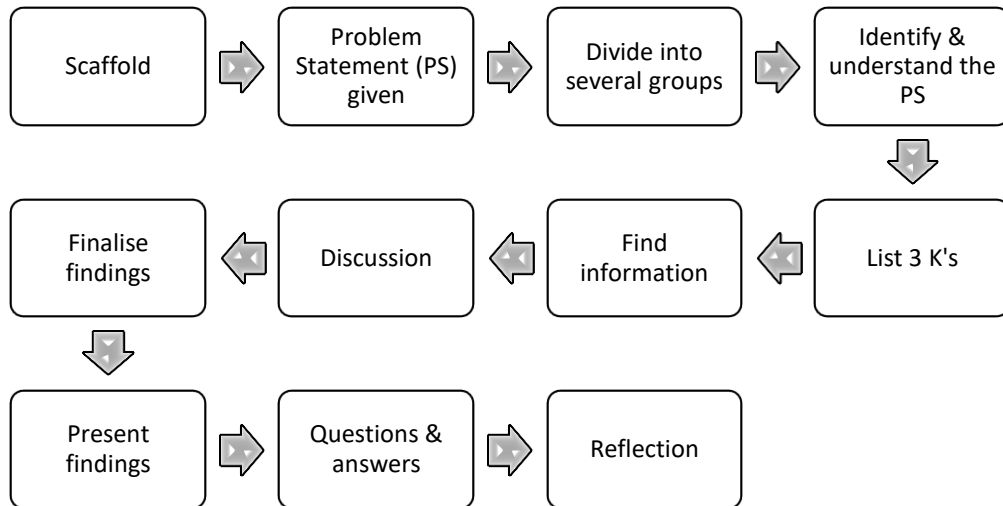 Scaffold
Problem
Statement (PS)
given
Divide into
several groups
Identify &
understand the
PS
List 3 K's
Find
information
Discussion
Finalise
findings
Present
findings
Questions &
answers
Reflection